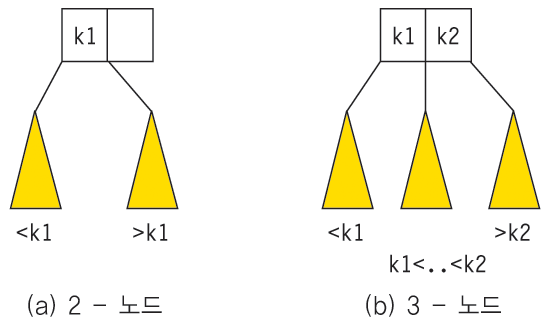 k1
k1 k2
<k1 >k1
<k1 >k2
k1<..<k2
(a) 2 - 노드
(b) 3 - 노드